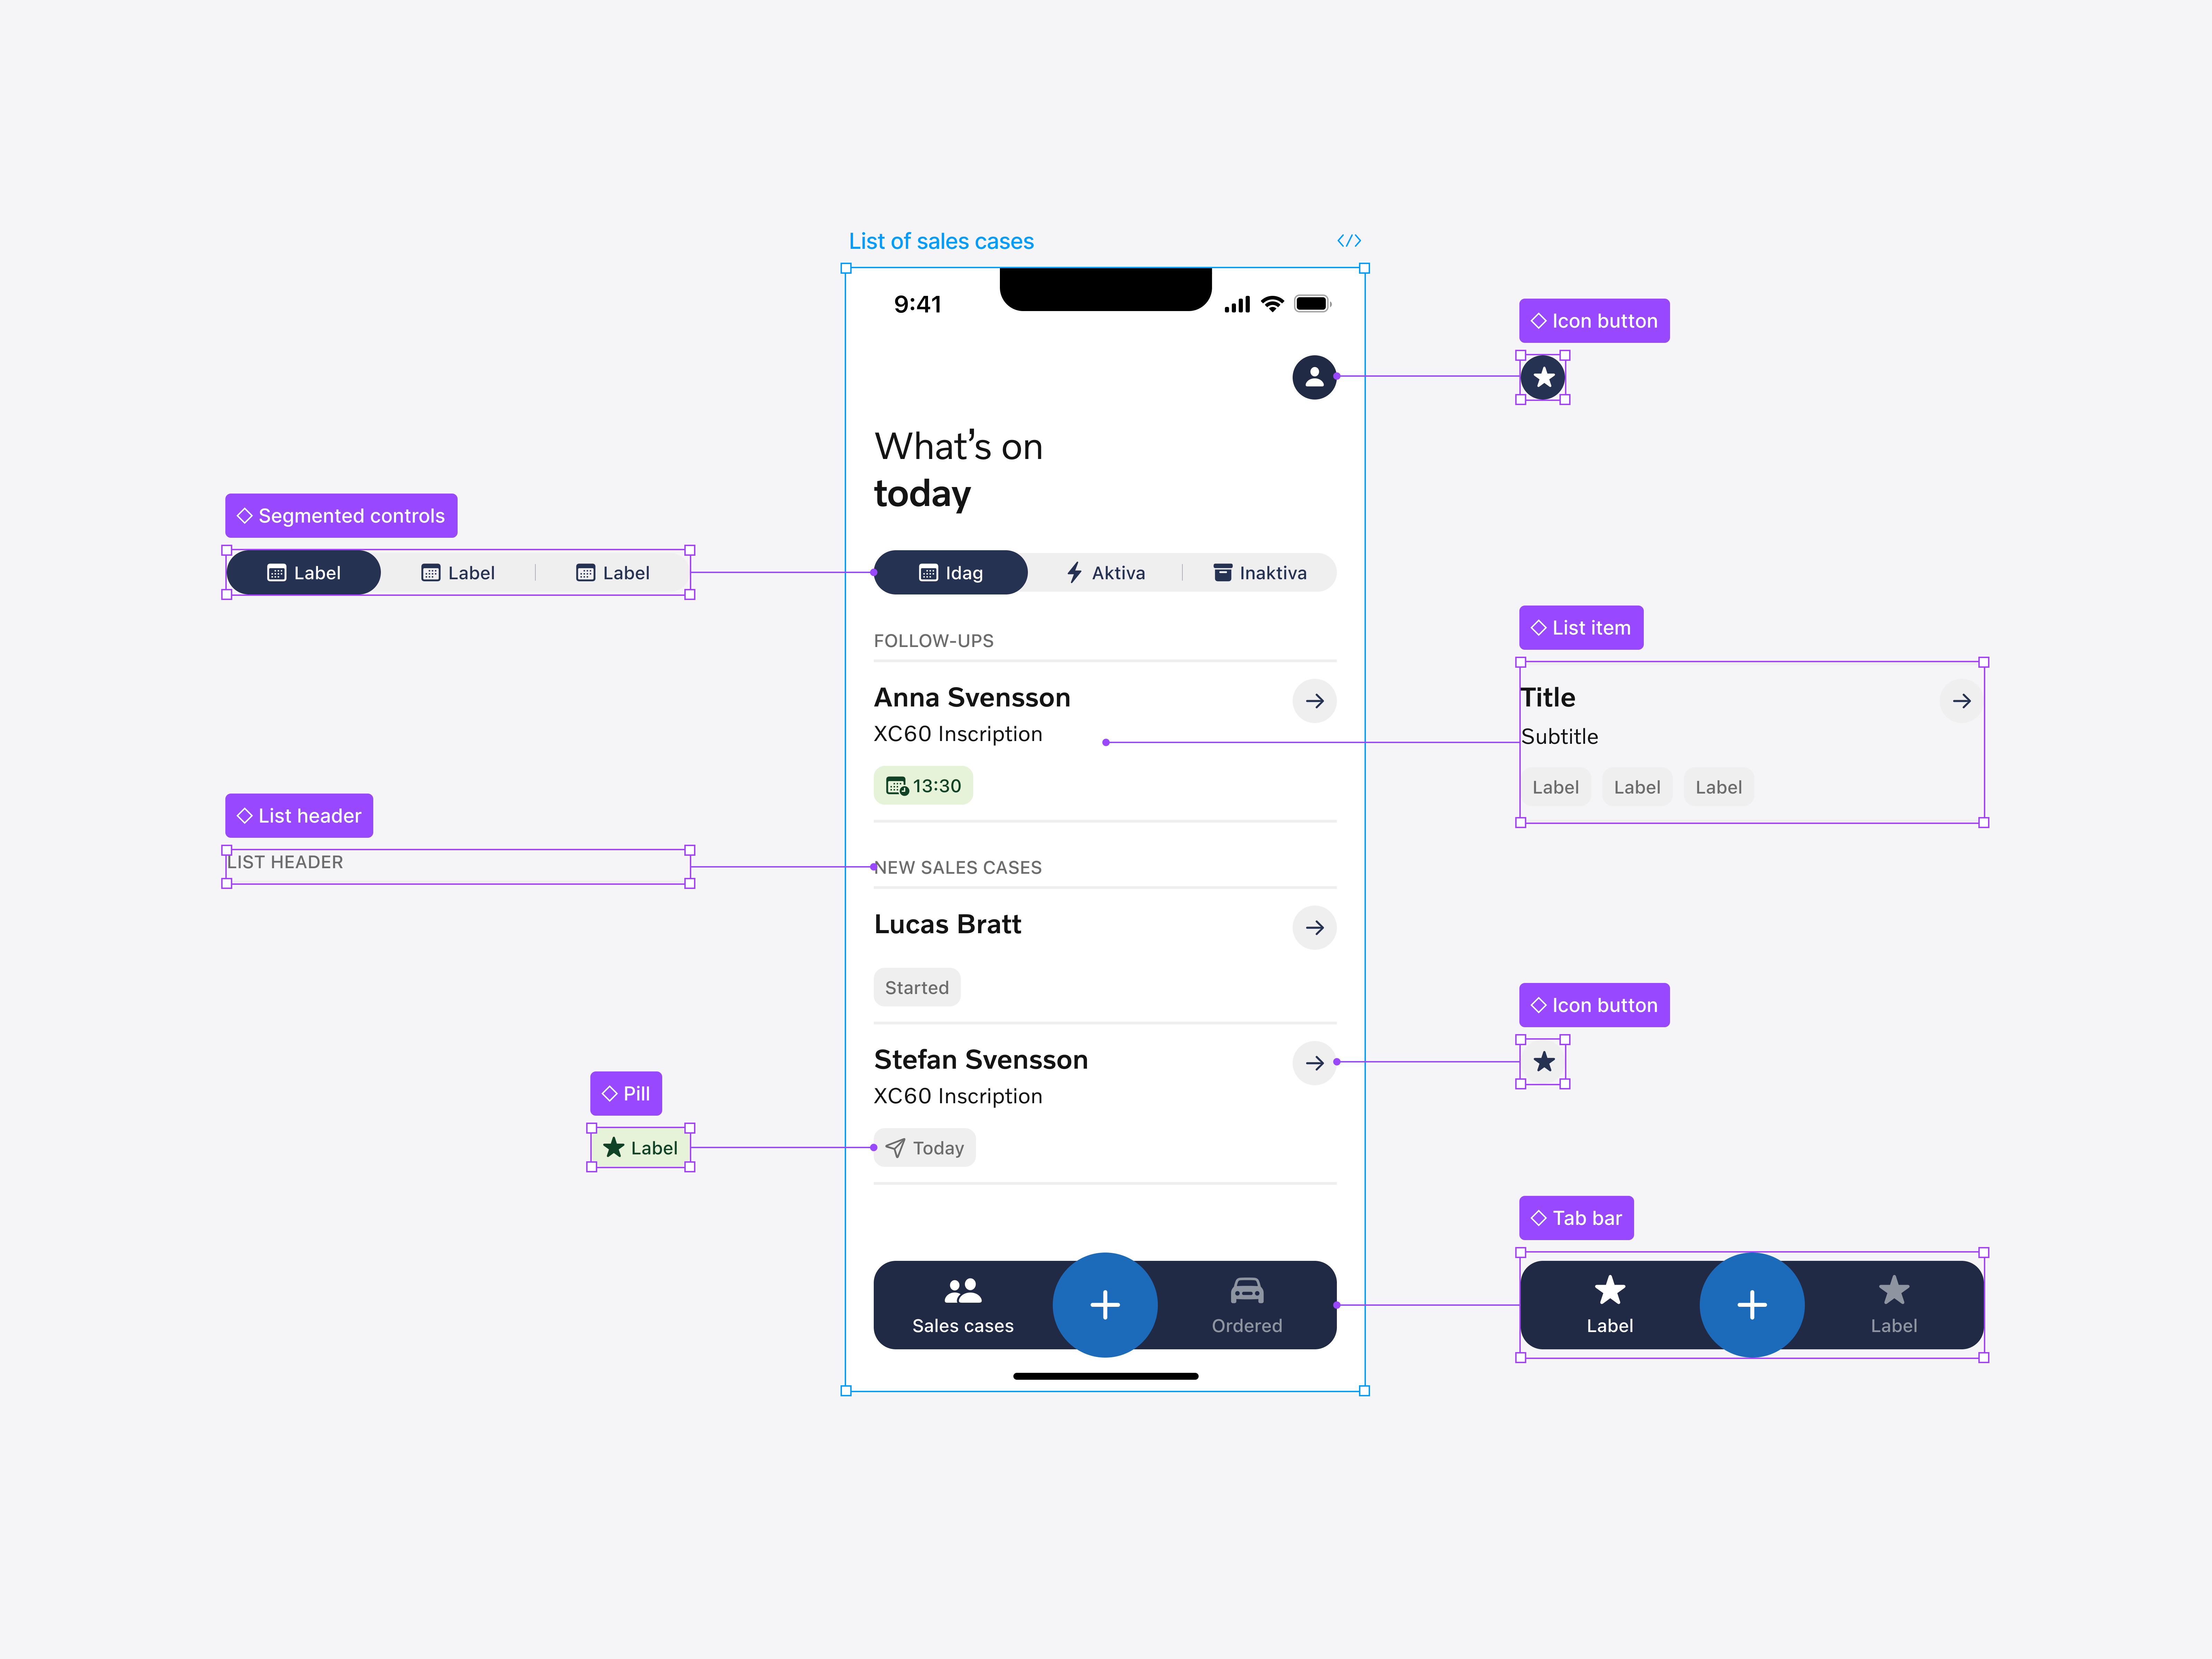 List of sales cases
</>
9:41
Icon button
What's on
today
Segmented controls
Label Label Label
Idag Aktiva Inaktiva
FOLLOW-UPS
List item
Anna Svensson
XC60 Inscription
13:30
Title
Subtitle
Label Label Label
List header
LIST HEADER
NEW SALES CASES
Lucas Bratt
Started
Icon button
Stefan Svensson
XC60 Inscription
Pill
Label
Today
Tab bar
Sales cases
Ordered
Label
Label